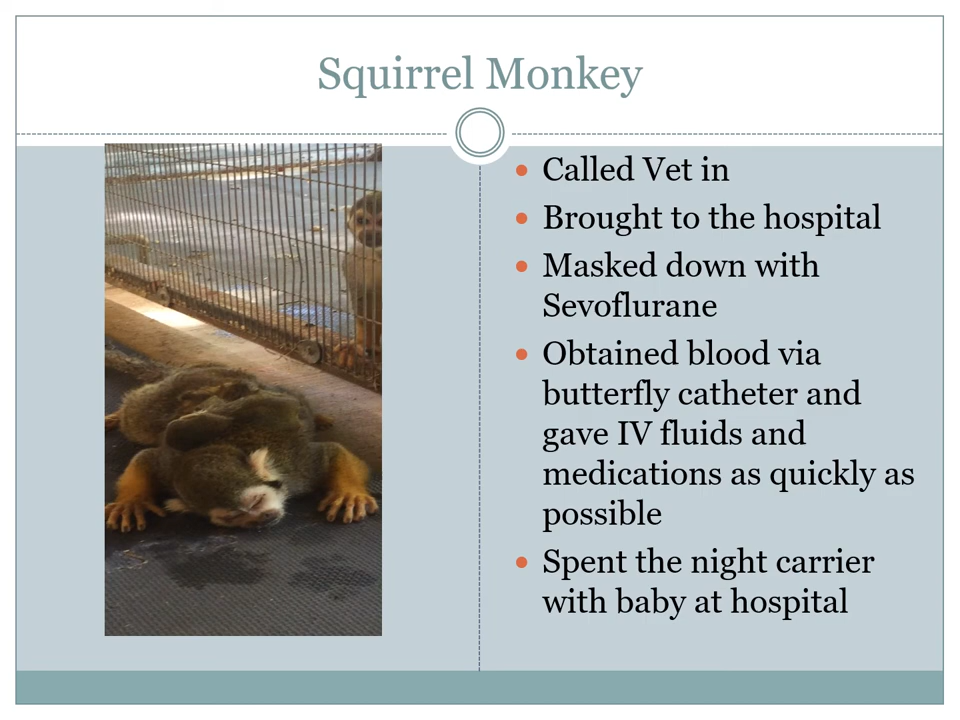 Squirrel Monkey
• Called Vet in
• Brought to the hospital
• Masked down with
Sevoflurane
• Obtained blood via
butterfly catheter and
gave IV fluids and
medications as quickly as
possible
• Spent the night carrier
with baby at hospital